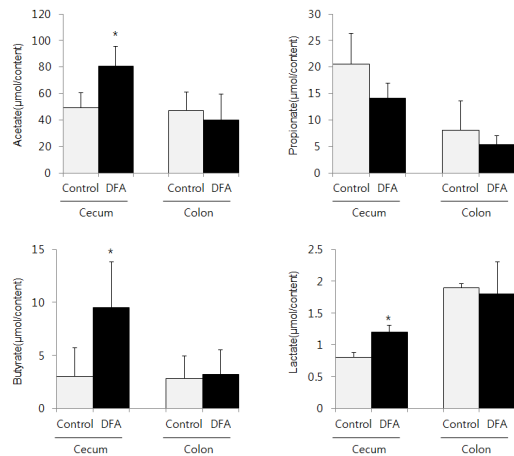 Acetate(μmol/content)
120
100
80
60
40
20
0
*
Control DFA Control DFA
Cecum Colon
Propionate(μmol/content)
30
25
20
15
10
5
0
Control DFA Control DFA
Cecum Colon
Butyrate(μmol/content)
15
10
5
0
*
Control DFA Control DFA
Cecum Colon
Lactate(μmol/content)
2.5
2
1.5
1
0.5
0
*
Control DFA Control DFA
Cecum Colon